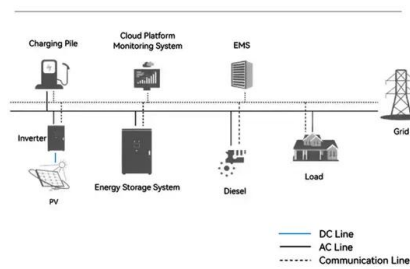 Cloud Platform
Monitoring System
Charging Pile
EMS
Grid
Inverter
Energy Storage System
Diesel
Load
PV
DC Line
AC Line
Communication Line